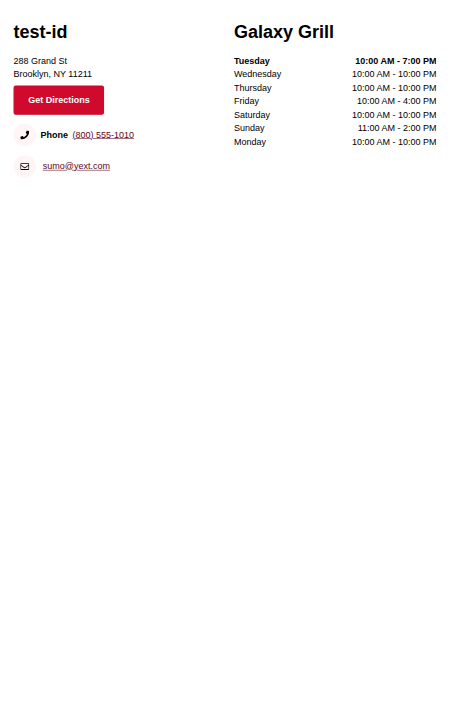 test-id
288 Grand St
Brooklyn, NY 11211
Get Directions
Phone (800) 555-1010
sumo@yext.com
Galaxy Grill
Tuesday 10:00 AM - 7:00 PM
Wednesday 10:00 AM - 10:00 PM
Thursday 10:00 AM - 10:00 PM
Friday 10:00 AM - 4:00 PM
Saturday 10:00 AM - 10:00 PM
Sunday 11:00 AM - 2:00 PM
Monday 10:00 AM - 10:00 PM